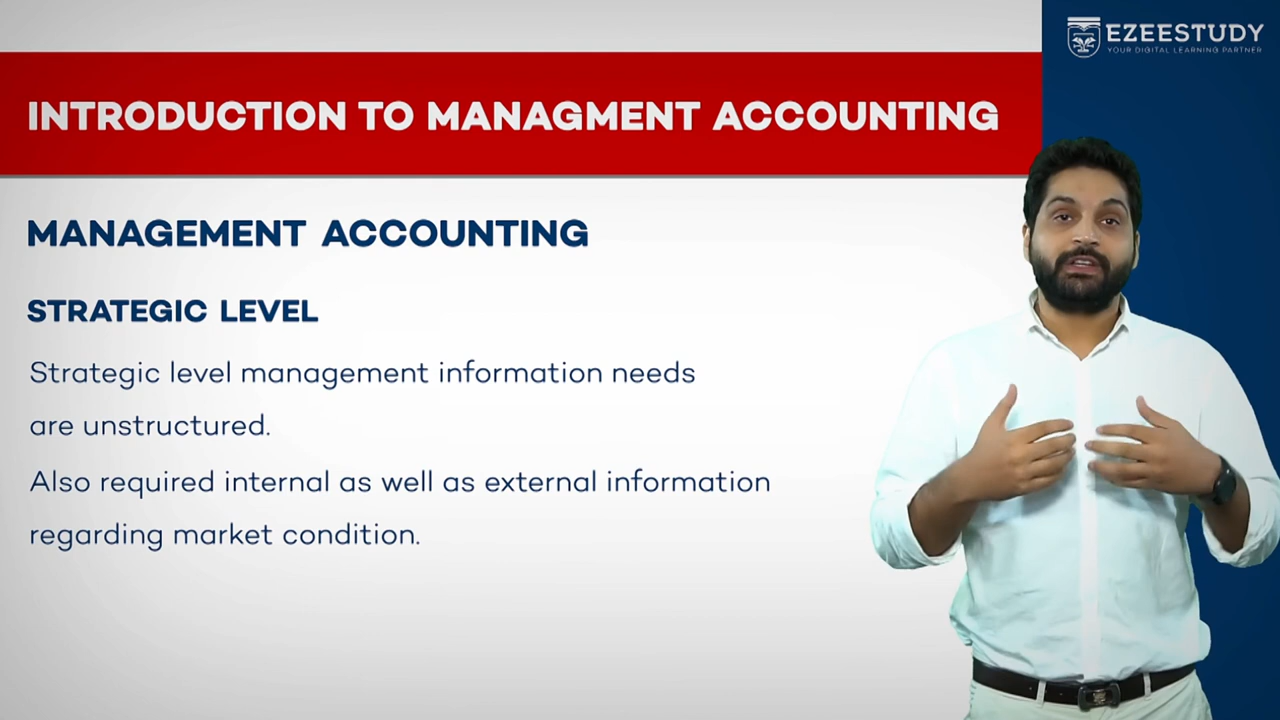 EZEESTUDY
YOUR DIGITAL LEARNING PARTNER
INTRODUCTION TO MANAGMENT ACCOUNTING
MANAGEMENT ACCOUNTING
STRATEGIC LEVEL
Strategic level management information needs
are unstructured.
Also required internal as well as external information
regarding market condition.